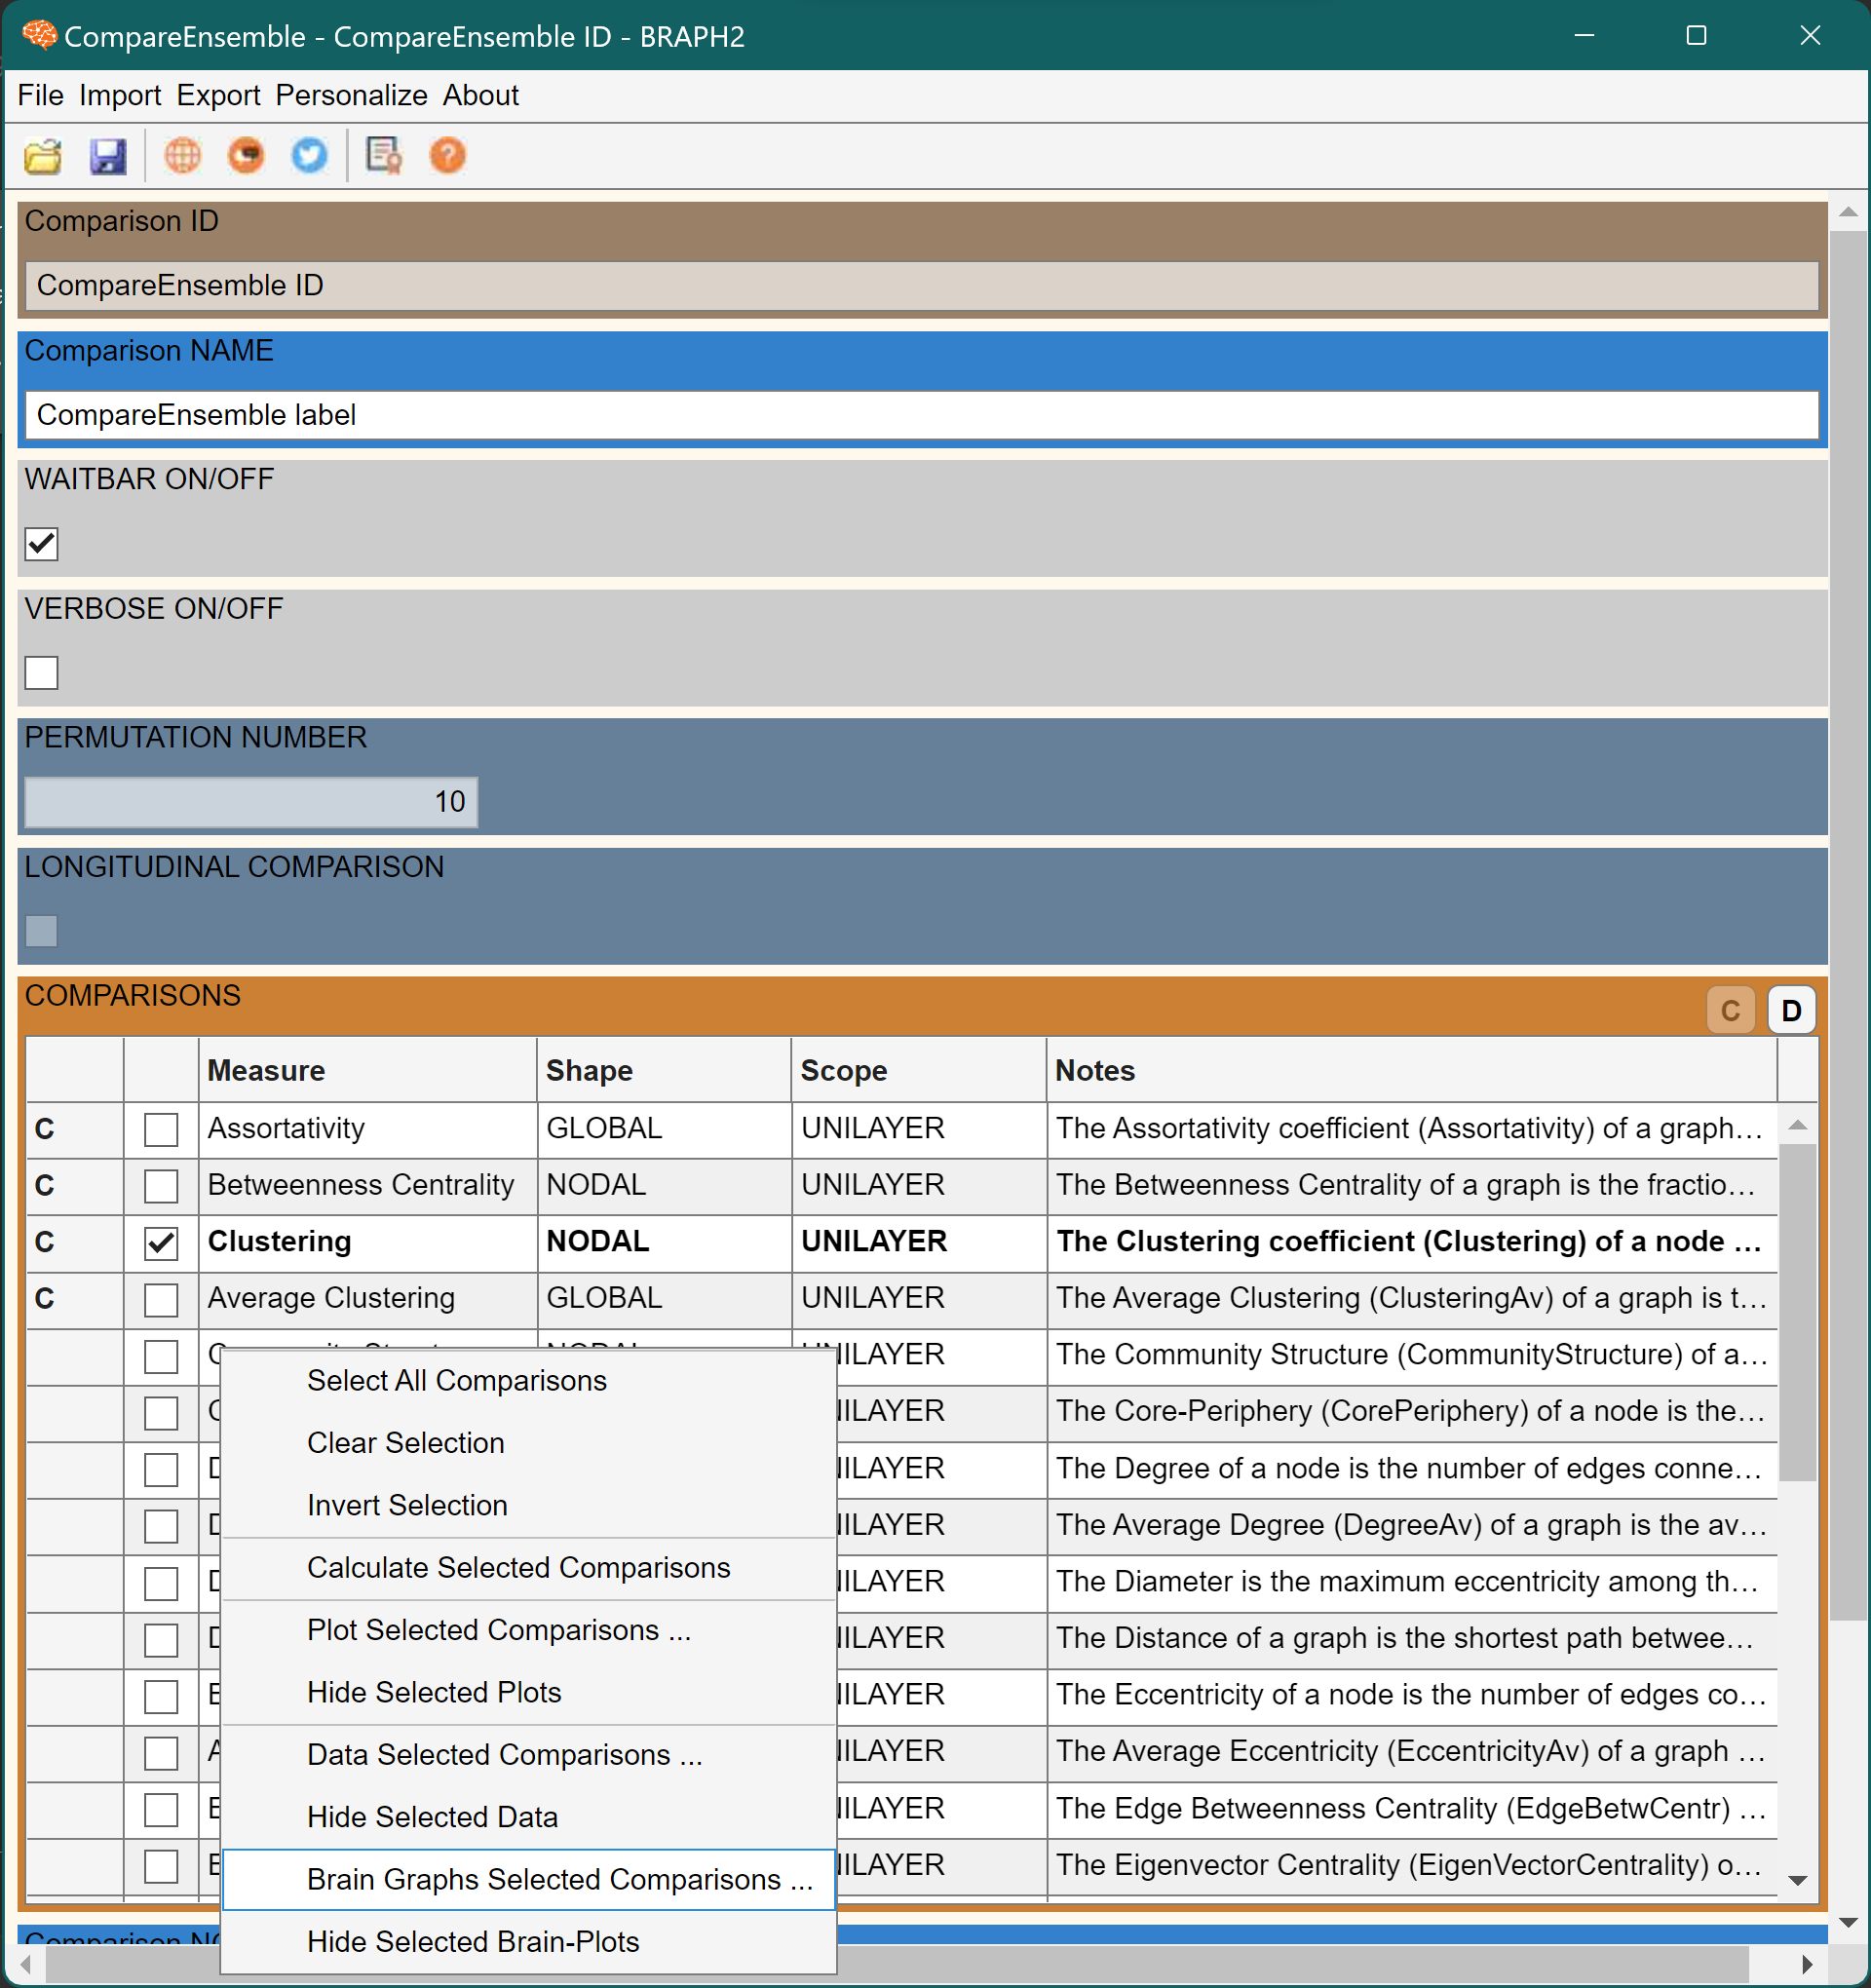 CompareEnsemble - CompareEnsemble ID - BRAPH2
File Import Export Personalize About
Comparison ID
CompareEnsemble ID
Comparison NAME
CompareEnsemble label
WAITBAR ON/OFF
VERBOSE ON/OFF
PERMUTATION NUMBER
10
LONGITUDINAL COMPARISON
COMPARISONS
C D
Measure Shape Scope Notes
C Assortativity GLOBAL UNILAYER The Assortativity coefficient (Assortativity) of a graph...
C Betweenness Centrality NODAL UNILAYER The Betweenness Centrality of a graph is the fractio...
C Clustering NODAL UNILAYER The Clustering coefficient (Clustering) of a node ...
C Average Clustering GLOBAL UNILAYER The Average Clustering (ClusteringAv) of a graph is t...
The Community Structure (CommunityStructure) of a...
The Core-Periphery (CorePeriphery) of a node is the...
The Degree of a node is the number of edges conne...
The Average Degree (DegreeAv) of a graph is the av...
The Diameter is the maximum eccentricity among th...
The Distance of a graph is the shortest path betwee...
The Eccentricity of a node is the number of edges co...
The Average Eccentricity (EccentricityAv) of a graph ...
The Edge Betweenness Centrality (EdgeBetwCentr) ...
The Eigenvector Centrality (EigenVectorCentrality) o...
Select All Comparisons
Clear Selection
Invert Selection
Calculate Selected Comparisons
Plot Selected Comparisons ...
Hide Selected Plots
Data Selected Comparisons ...
Hide Selected Data
Brain Graphs Selected Comparisons ...
Hide Selected Brain-Plots
Comparison